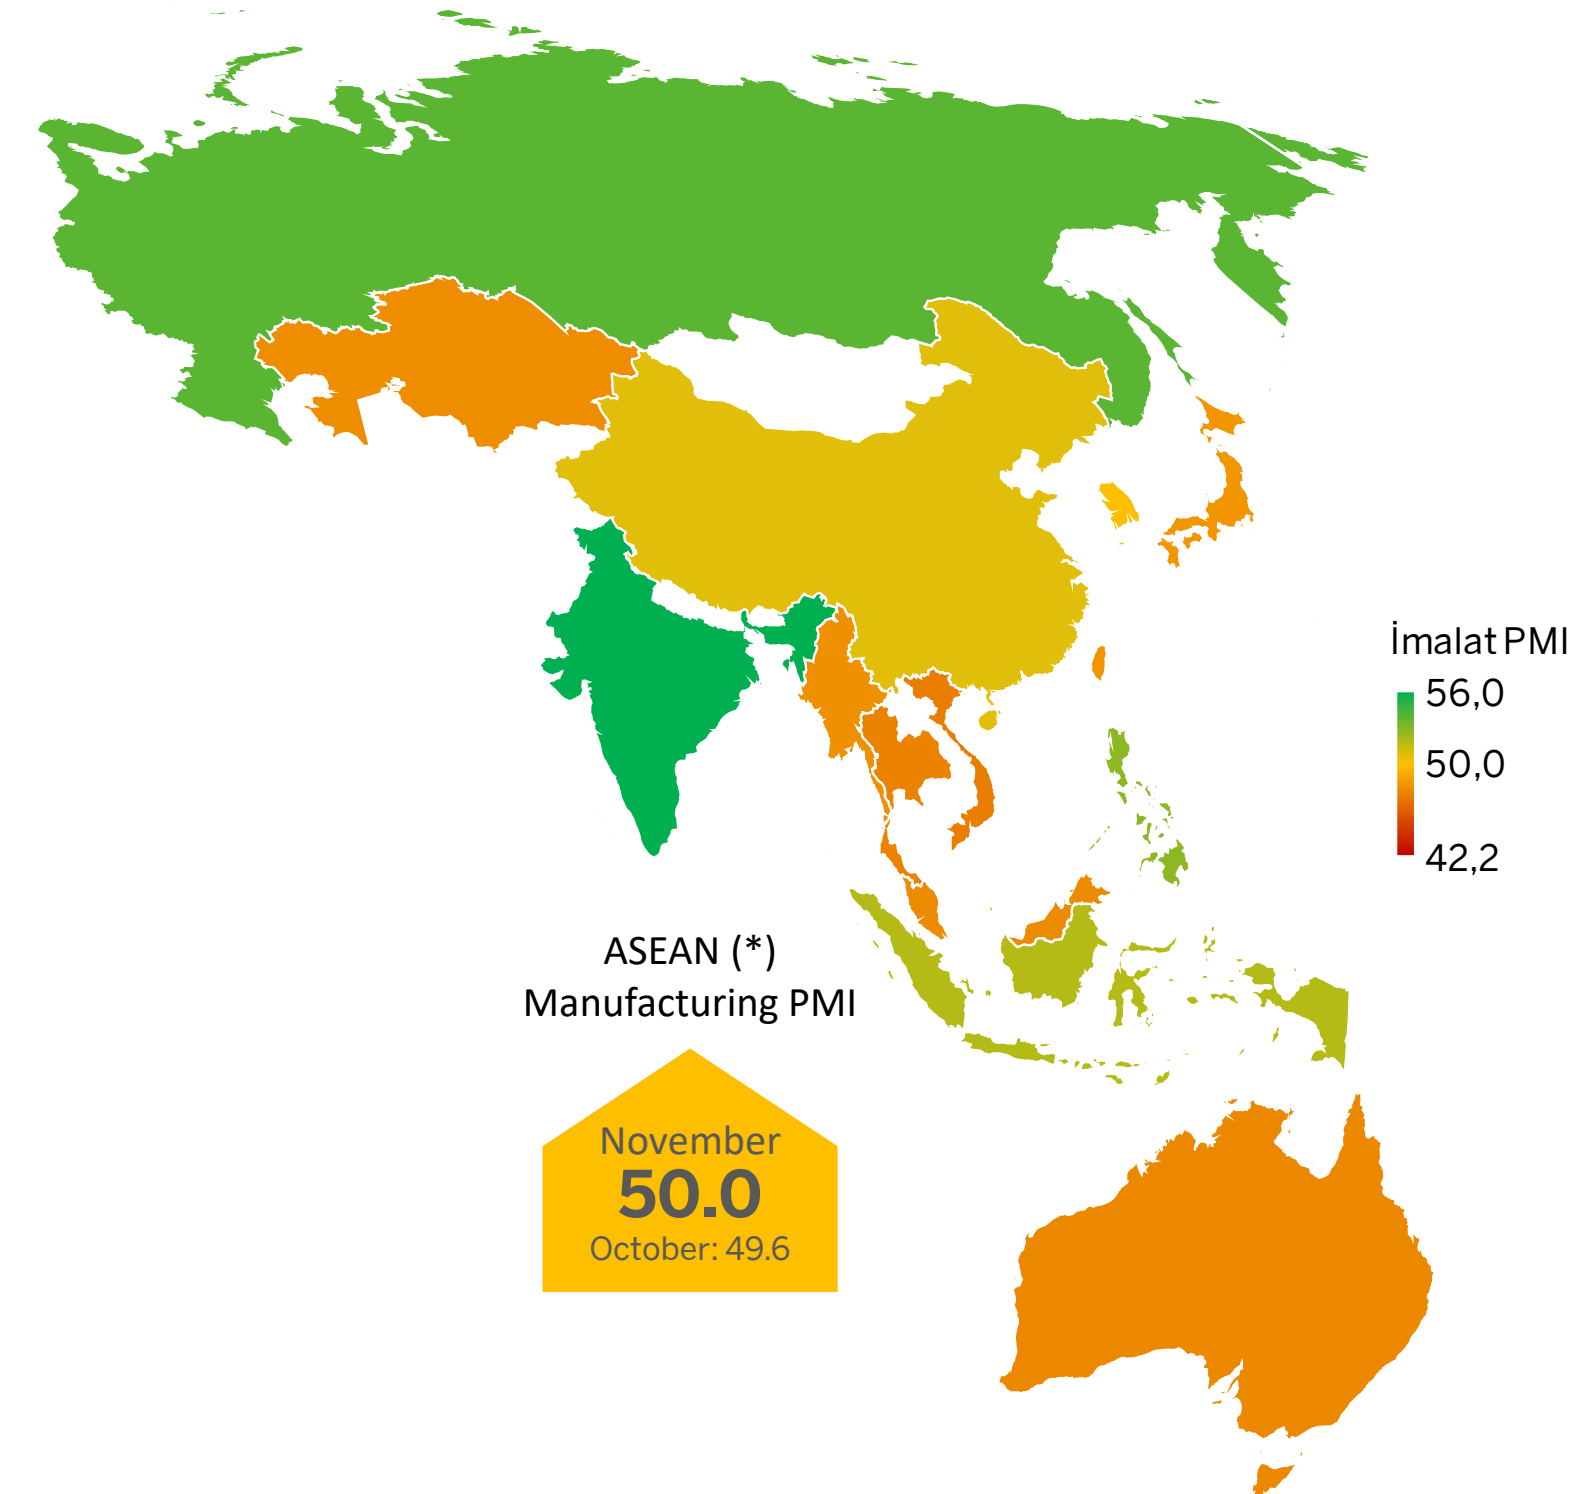 İmalat PMI
56,0
50,0
42,2
ASEAN (*)
Manufacturing PMI
November
50.0
October: 49.6